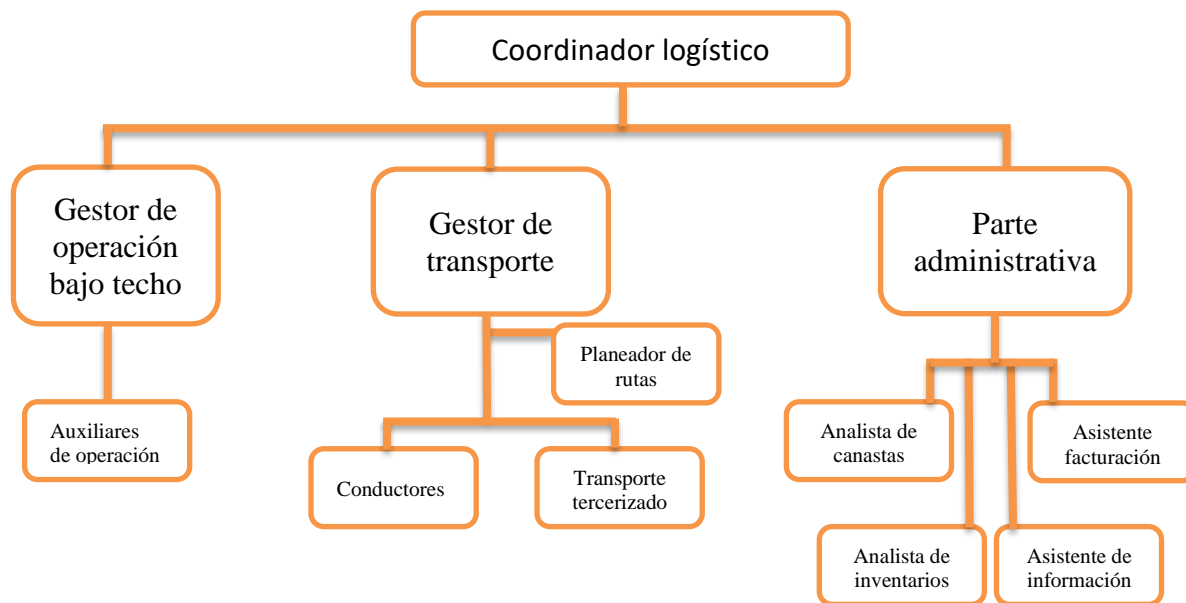 Coordinador logístico
Gestor de
operación
bajo techo
Gestor de
transporte
Parte
administrativa
Planeador de
rutas
Auxiliares
de operación
Conductores
Transporte
tercerizado
Analista de
canastas
Asistente
facturación
Analista de
inventarios
Asistente de
información